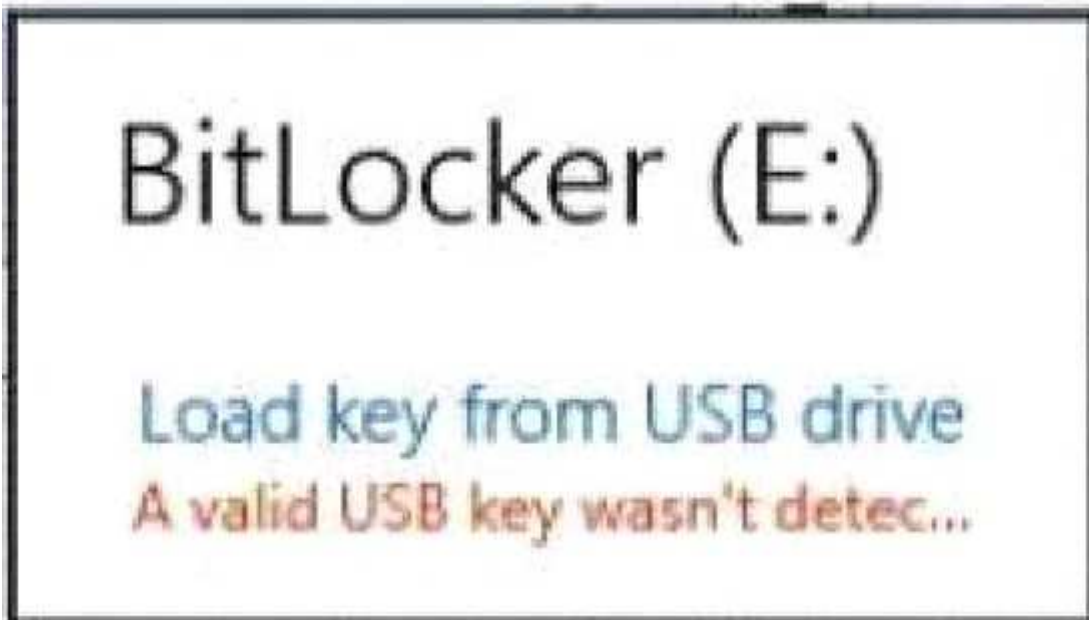 BitLocker (E:)
Load key from USB drive
A valid USB key wasn't detec...